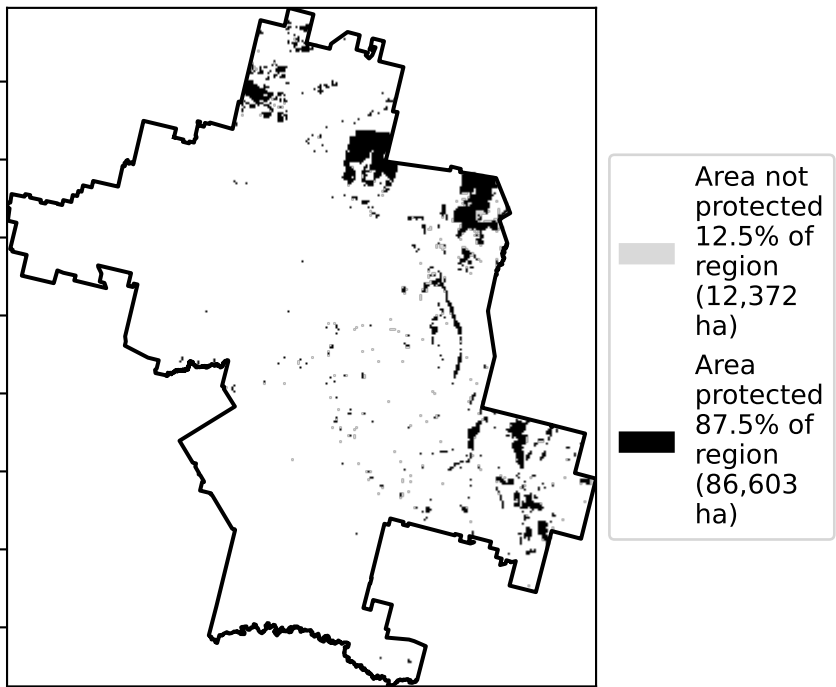 Area not
protected
12.5% of
region
(12,372
ha)
Area
protected
87.5% of
region
(86,603
ha)